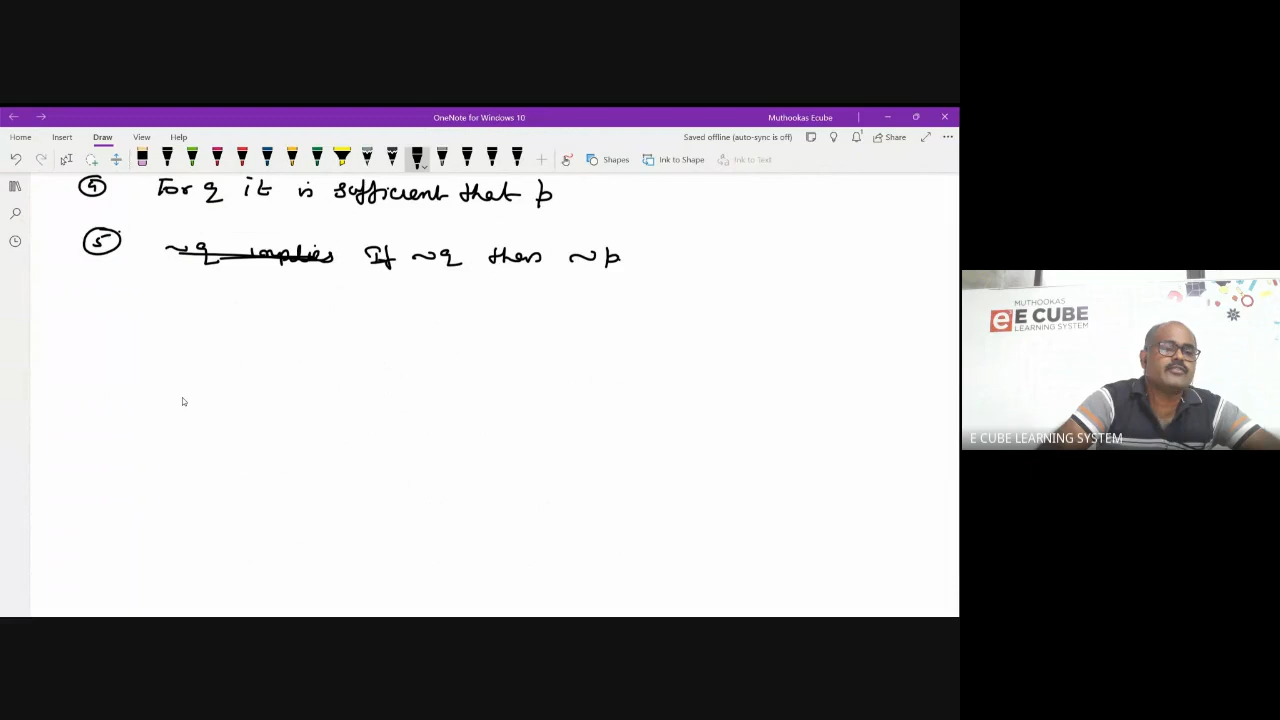 OneNote for Windows 10
Muthookas Ecube
Home Insert Draw View Help
Saved offline (auto-sync is off)
Share
Shapes
Ink to Shape
Ink to Text
④ For q it is sufficient that p
⑤ ~q implies If ~q then ~p
MUTHOOKAS
e E CUBE
LEARNING SYSTEM
E CUBE LEARNING SYSTEM